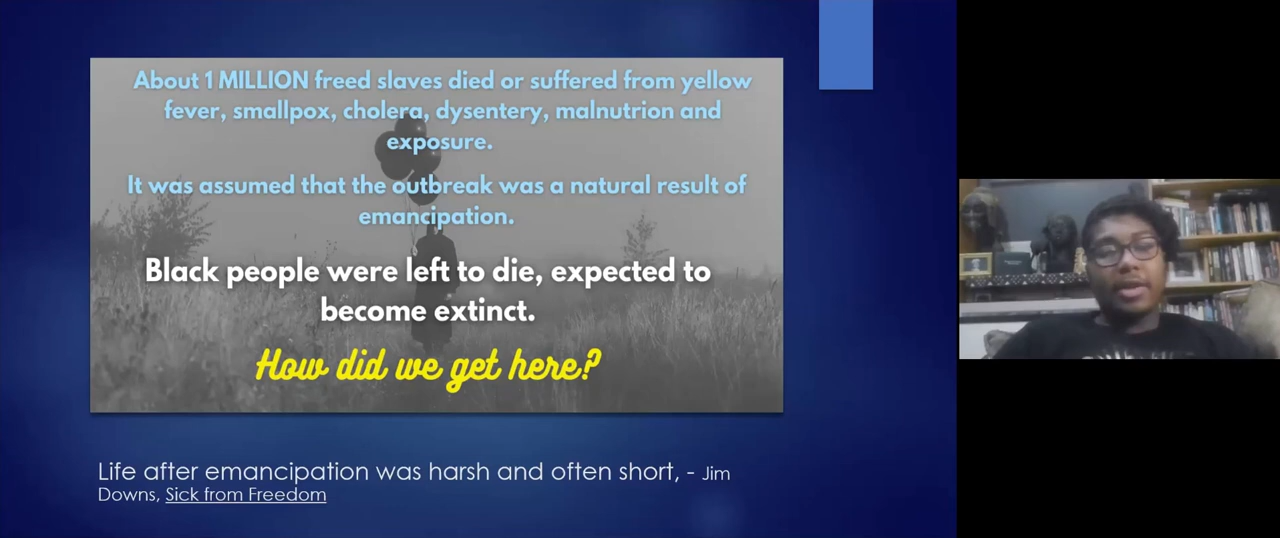 About 1 MILLION freed slaves died or suffered from yellow
fever, smallpox, cholera, dysentery, malnutrion and
exposure.
It was assumed that the outbreak was a natural result of
emancipation.
Black people were left to die, expected to
become extinct.
How did we get here?
Life after emancipation was harsh and often short, - Jim
Downs, Sick from Freedom